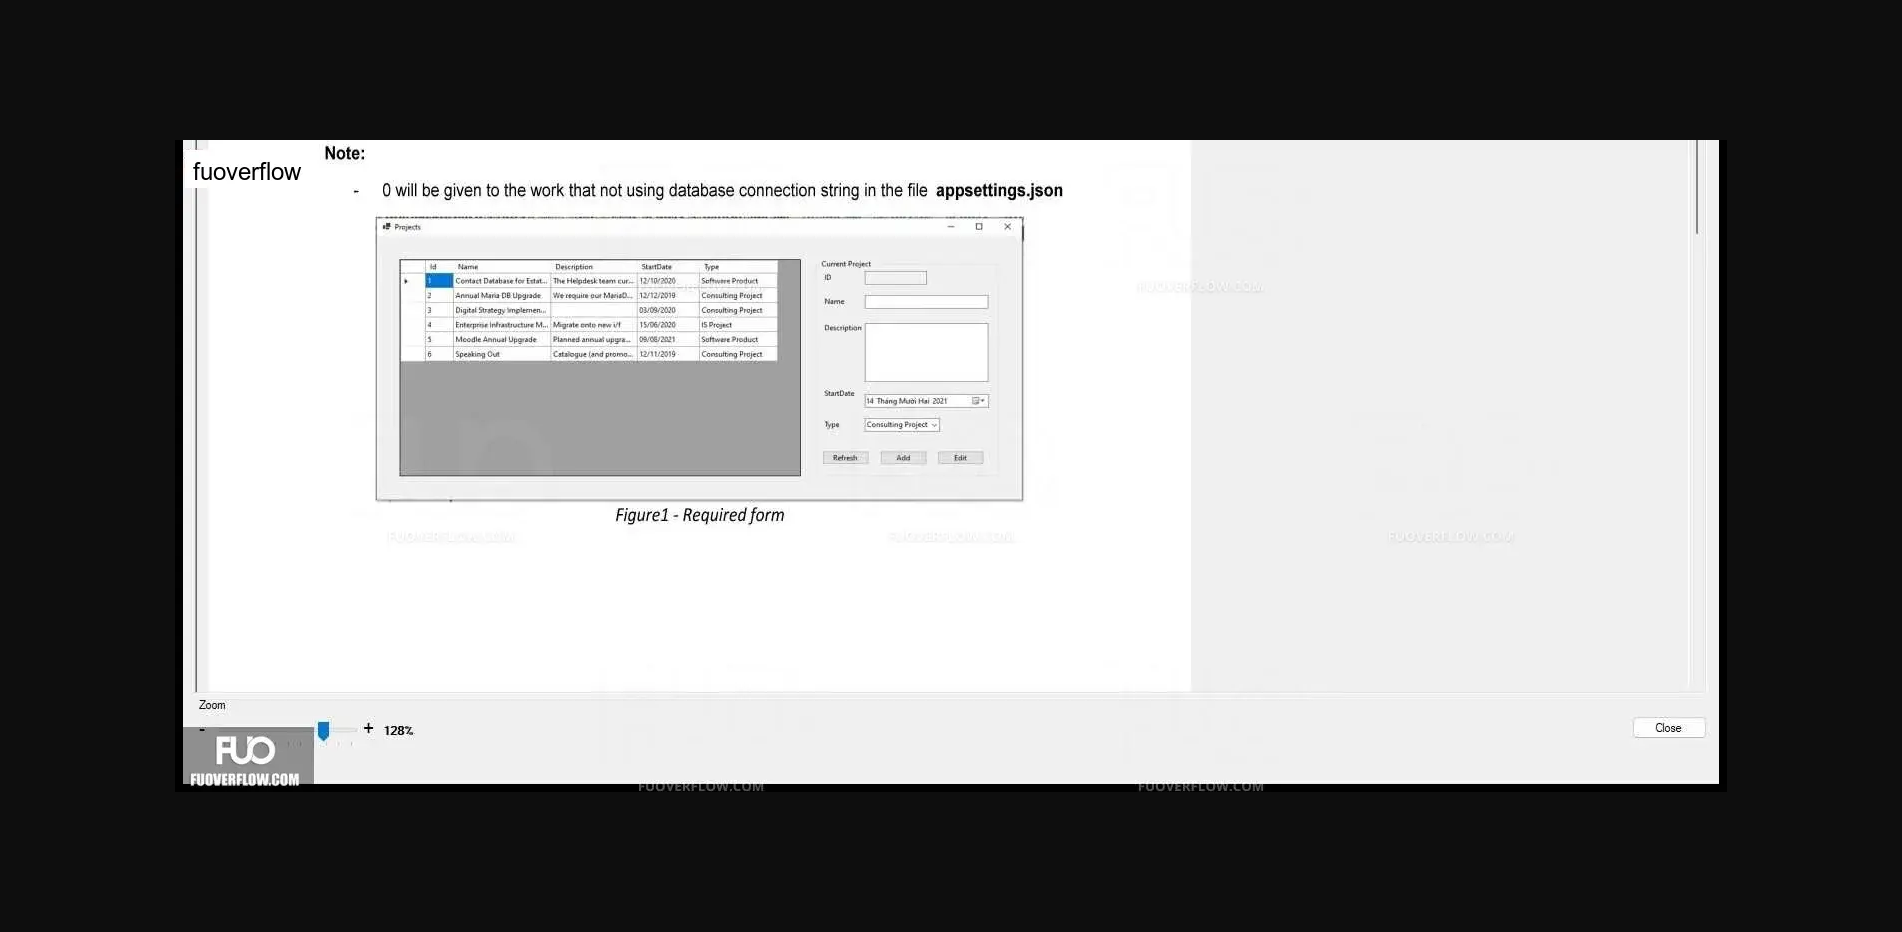 Note:
fuoverflow
- 0 will be given to the work that not using database connection string in the file appsettings.json
Projects
Id Name Description StartDate Type
1 Contact Database for Estat... The Helpdesk team cur... 12/10/2020 Software Product
2 Annual Maria DB Upgrade We require our MariaD... 12/12/2019 Consulting Project
3 Digital Strategy Implemen... 03/09/2020 Consulting Project
4 Enterprise Infrastructure M... Migrate onto new i/f 15/06/2020 IS Project
5 Moodle Annual Upgrade Planned annual upgra... 09/08/2021 Software Product
6 Speaking Out Catalogue (and promo... 12/11/2019 Consulting Project
Current Project
ID
Name
Description
StartDate 14 Tháng Mười Hai 2021
Type Consulting Project
Refresh Add Edit
Figure1 - Required form
FUOVERFLOW.COM
FUOVERFLOW.COM FUOVERFLOW.COM FUOVERFLOW.COM
Zoom
- + 128%
Close
FUO
FUOVERFLOW.COM
FUOVERFLOW.COM FUOVERFLOW.COM